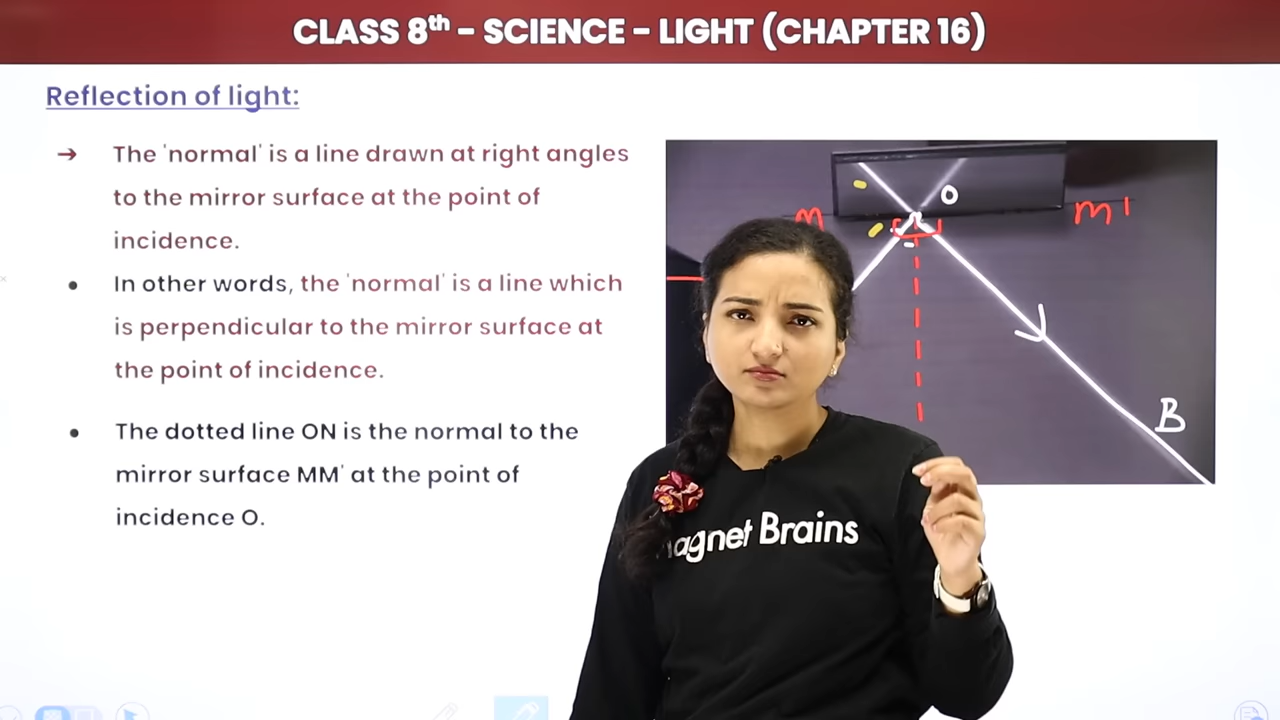 CLASS 8th - SCIENCE - LIGHT (CHAPTER 16)
Reflection of light:
→ The 'normal' is a line drawn at right angles
to the mirror surface at the point of
incidence.
• In other words, the 'normal' is a line which
is perpendicular to the mirror surface at
the point of incidence.
• The dotted line ON is the normal to the
mirror surface MM' at the point of
incidence O.
O
M
M'
B
agnet Brains